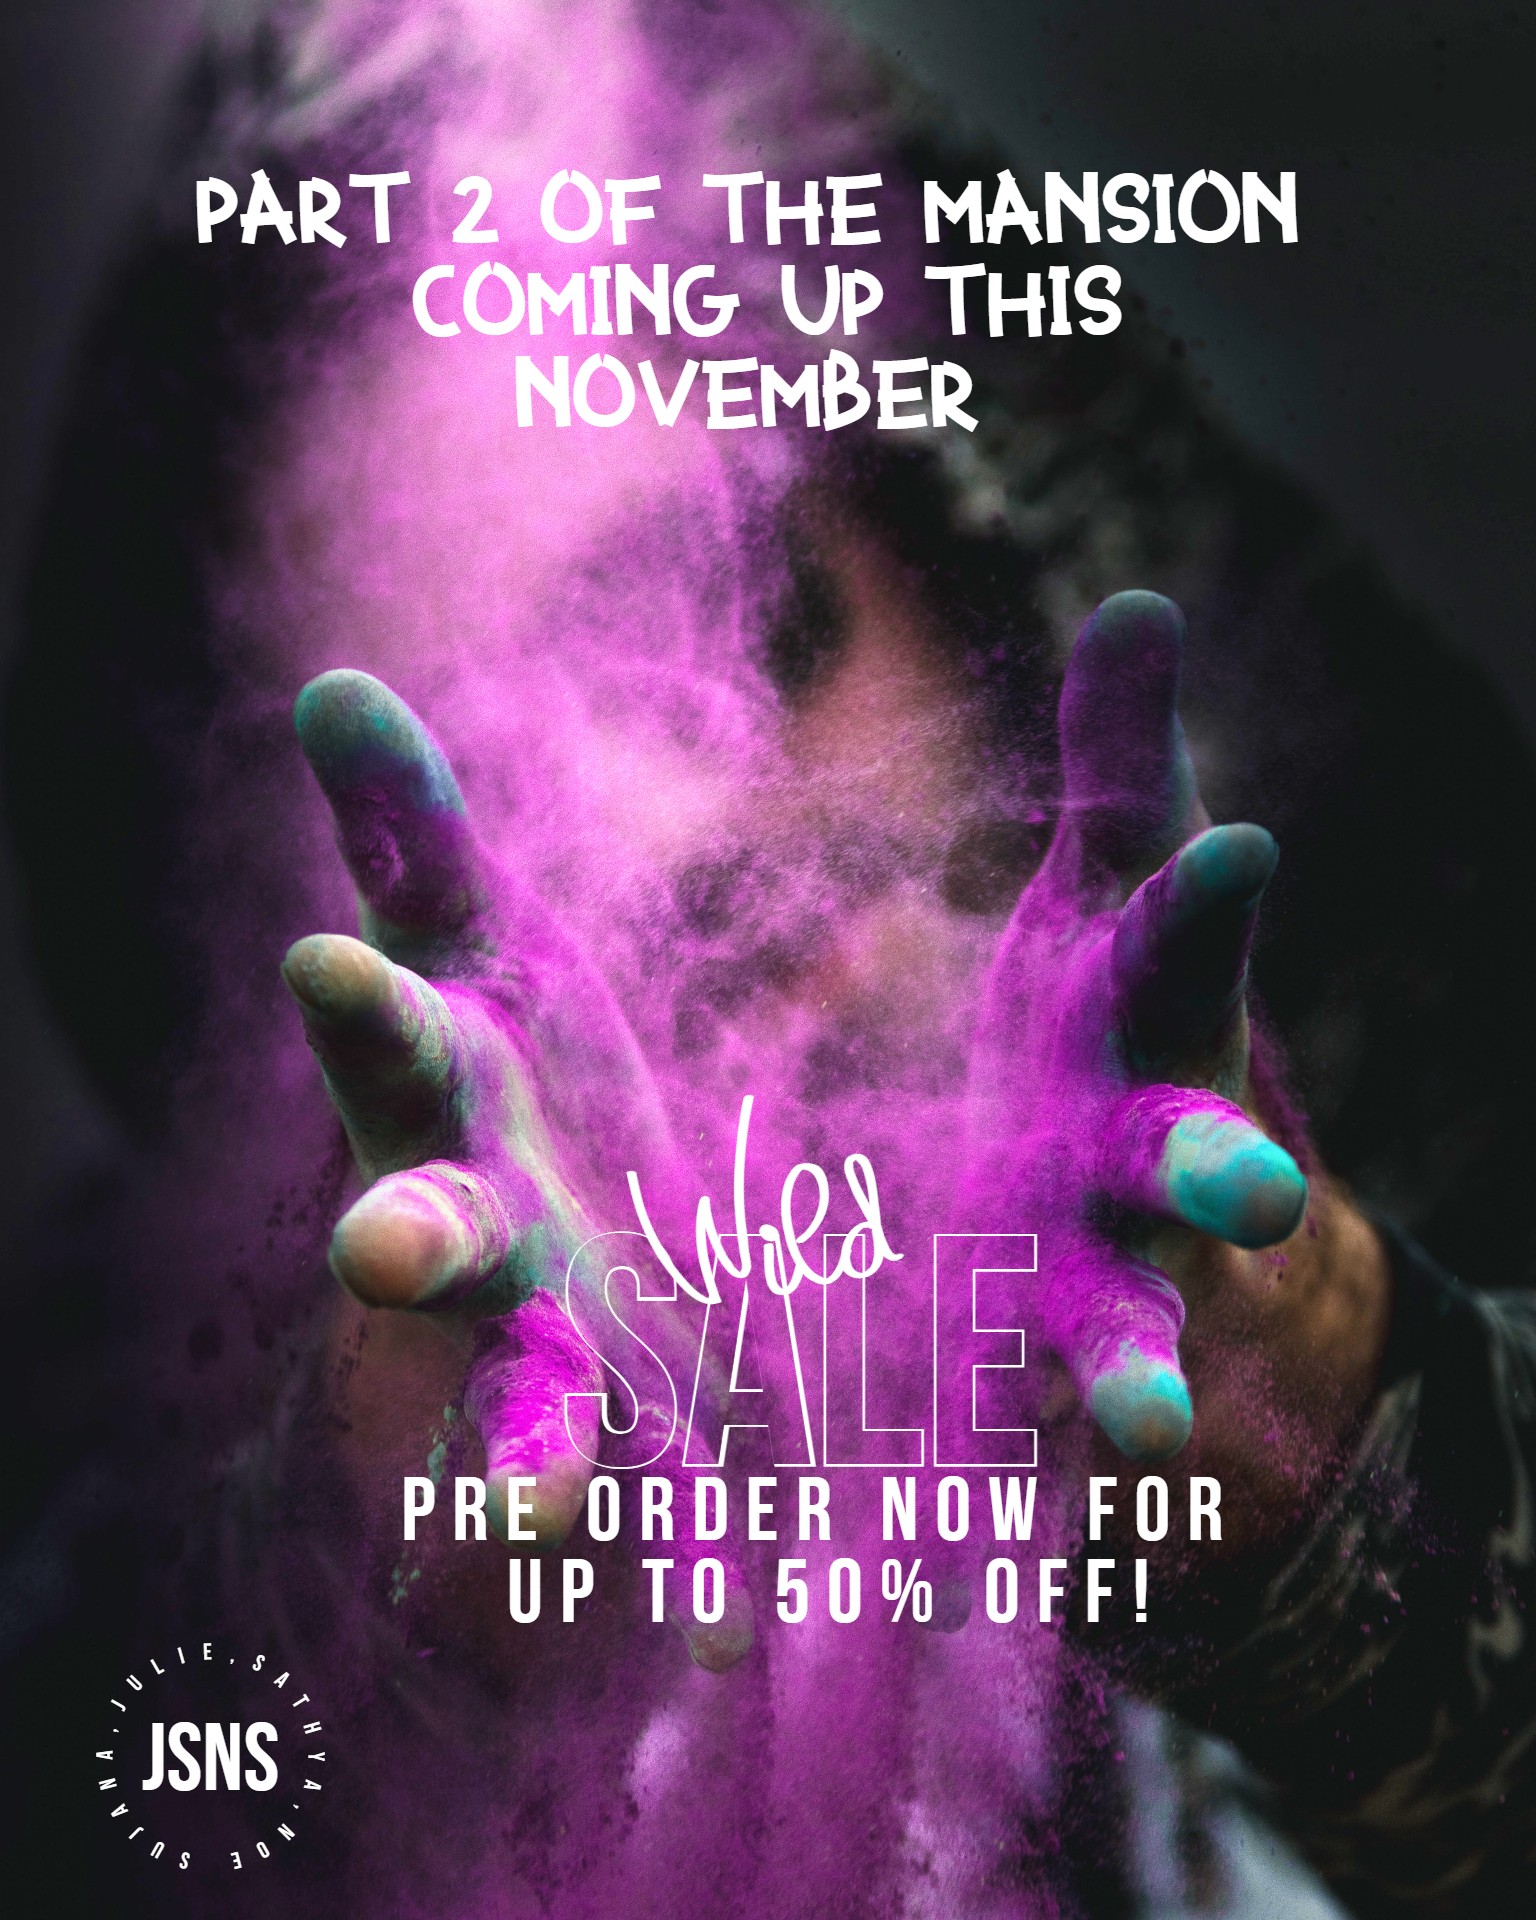 PART 2 OF THE MANSION
COMING UP THIS
NOVEMBER
Wild
SALE
PRE ORDER NOW FOR
UP TO 50% OFF!
JULIE, SATHYA, NOE SUJANA,
JSNS